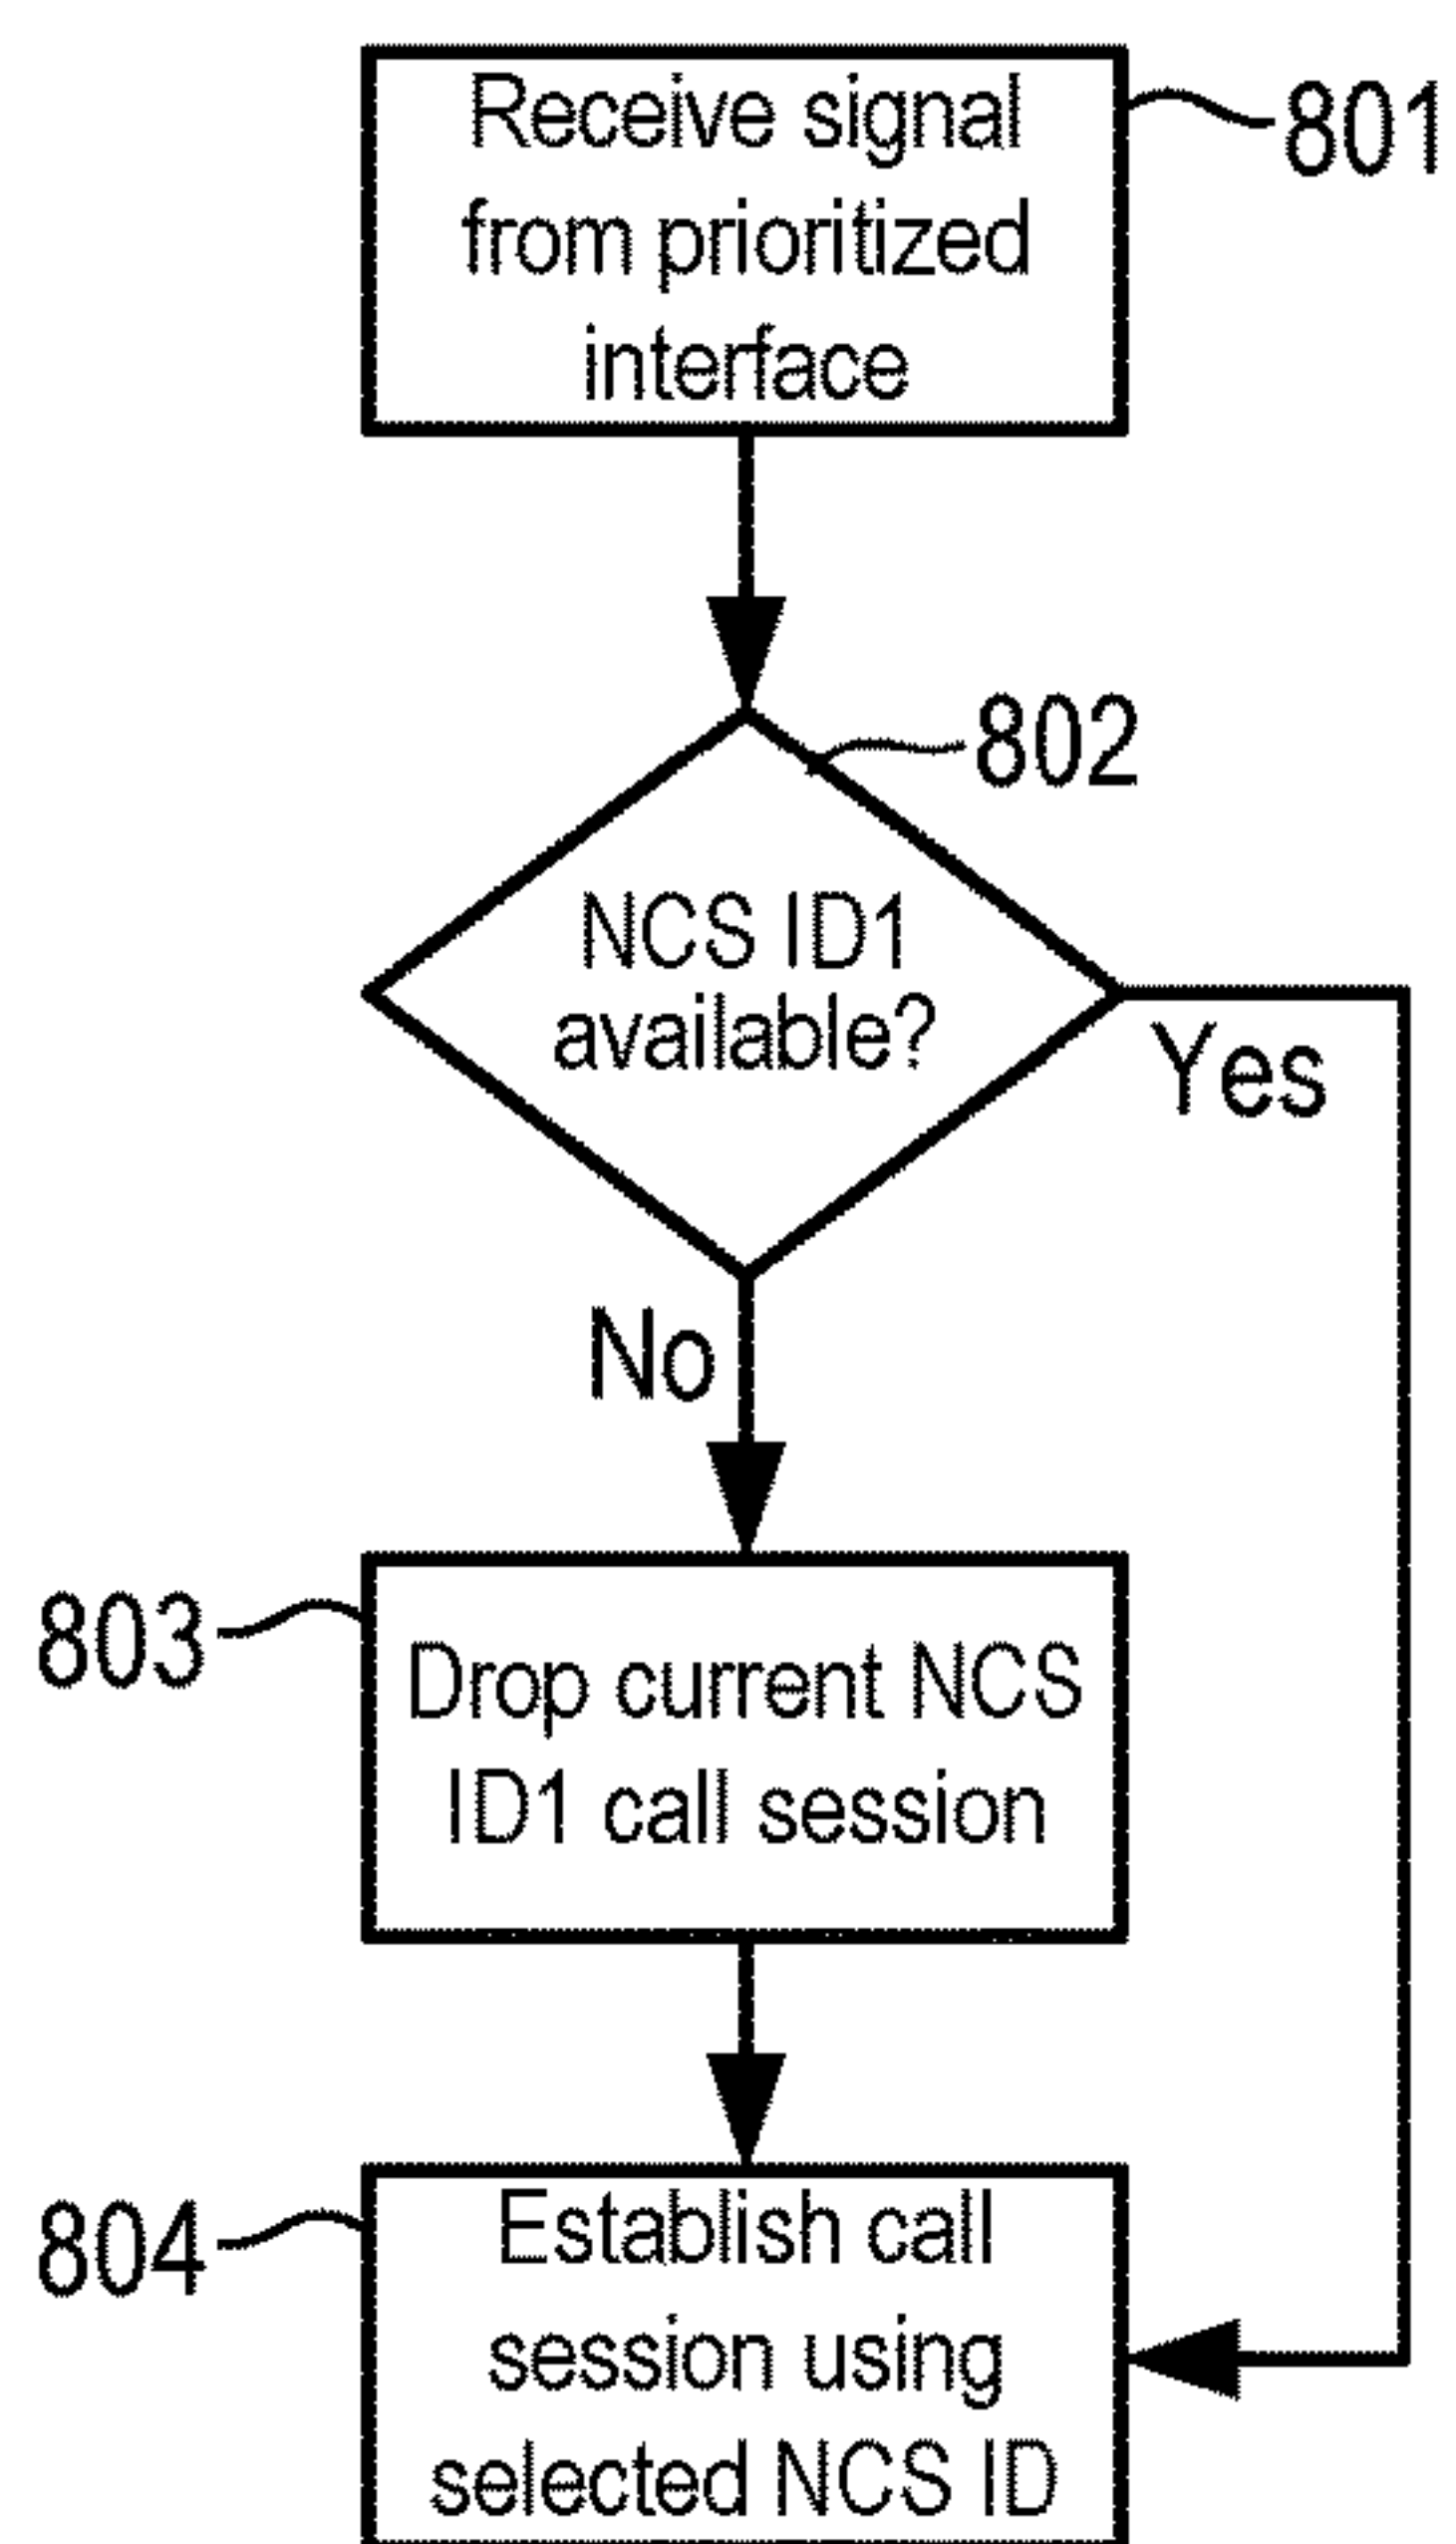 Receive signal
from prioritized
interface
801
802
NCS ID1
available?
Yes
No
803
Drop current NCS
ID1 call session
804
Establish call
session using
selected NCS ID